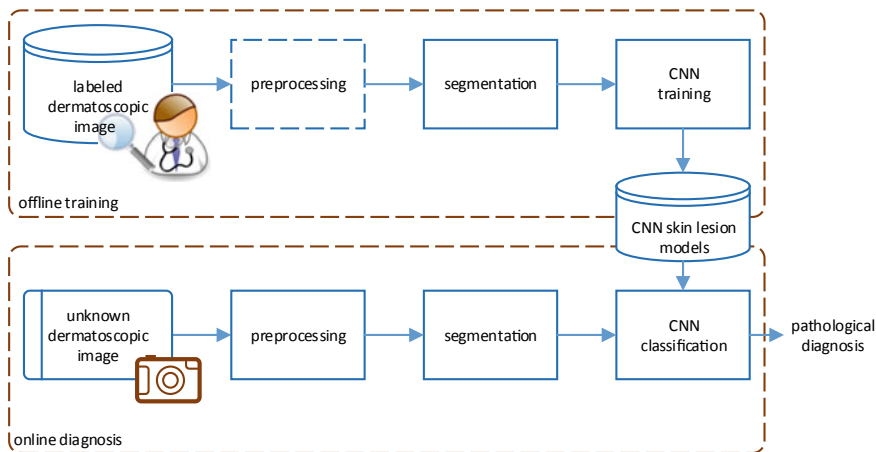 labeled
dermatoscopic
image
preprocessing
segmentation
CNN
training
offline training
CNN skin lesion
models
unknown
dermatoscopic
image
preprocessing
segmentation
CNN
classification
pathological
diagnosis
online diagnosis